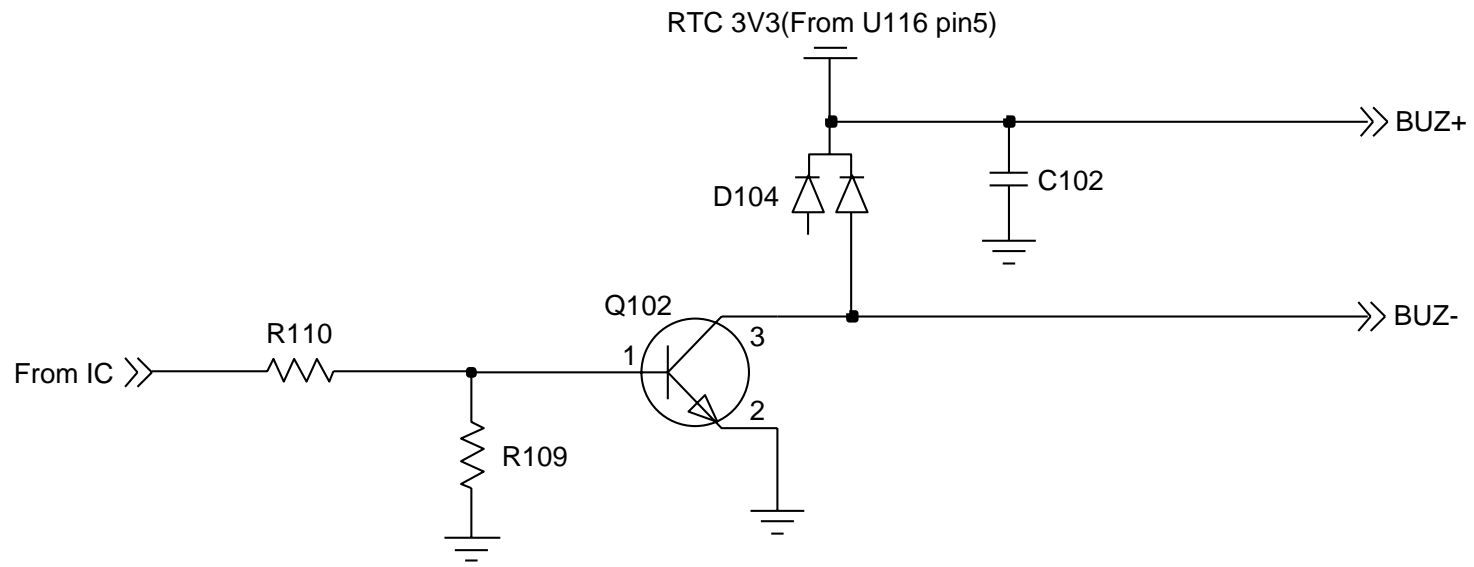 RTC 3V3(From U116 pin5)
BUZ+
D104
C102
Q102
BUZ-
R110
3
1
From IC
2
R109